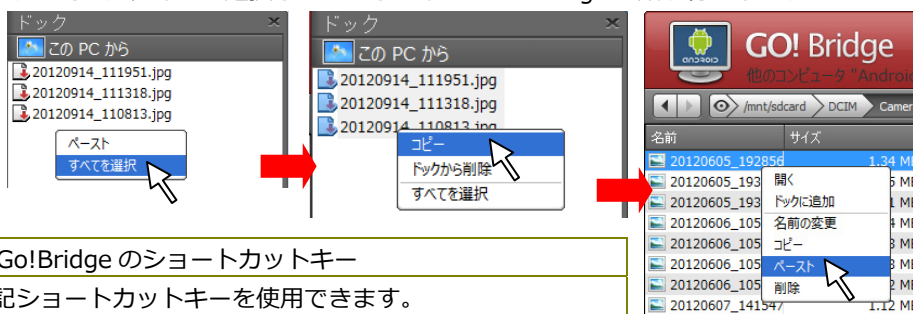 ドック ×
この PC から
20120914_111951.jpg
20120914_111318.jpg
20120914_110813.jpg
ペースト
すべてを選択
ドック ×
この PC から
20120914_111951.jpg
20120914_111318.jpg
20120914_110813.jpg
コピー
ドックから削除
すべてを選択
android
GO! Bridge
他のコンピュータ "Android
/mnt/sdcard DCIM Camer
名前 サイズ
20120605_192856 1.34 ME
20120605_193
20120605_193
20120606_105
20120606_105
20120606_105
20120606_105
20120607_141547 1.12 ME
開く
ドックに追加
名前の変更
コピー
ペースト
削除
Go!Bridge のショートカットキー
記ショートカットキーを使用できます。